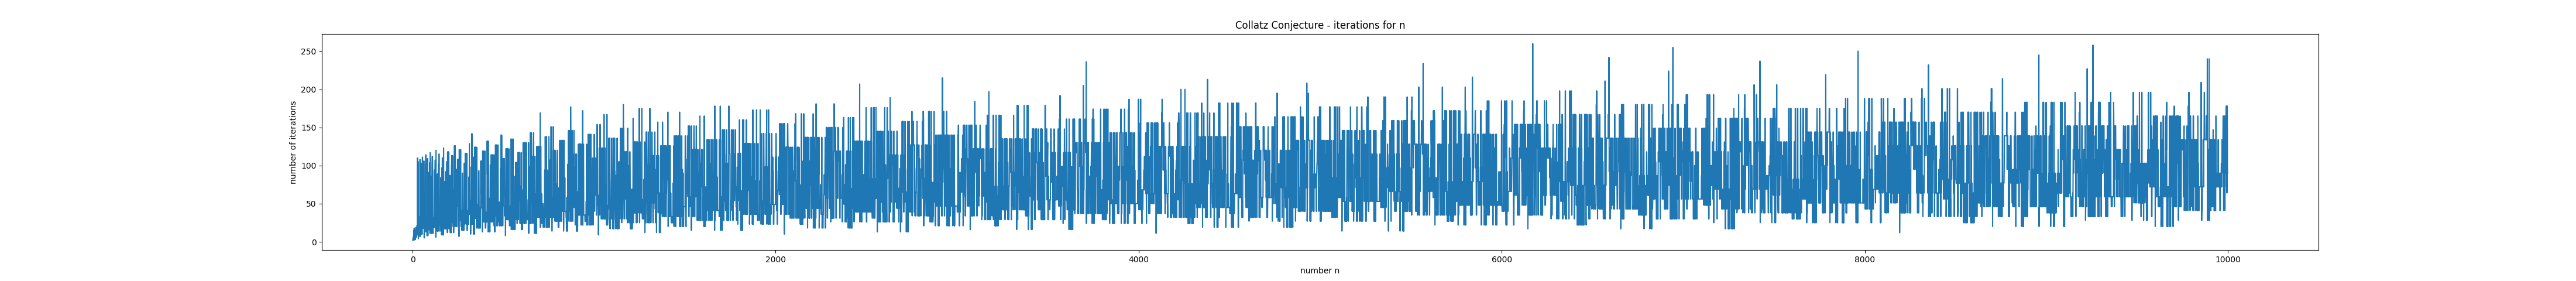 Collatz Conjecture - iterations for n
250
200
150
100
50
0
number of iterations
0 2000 4000 6000 8000 10000
number n